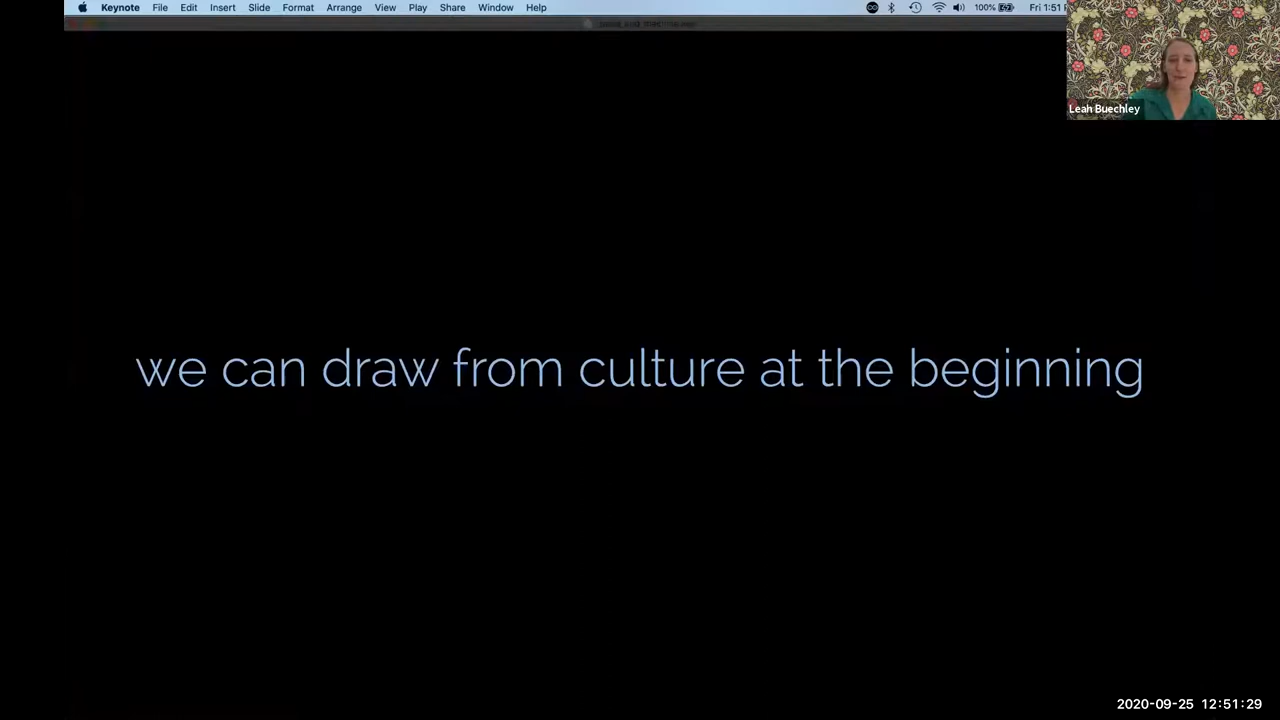 Keynote File Edit Insert Slide Format Arrange View Play Share Window Help 100% Fri 1:51
Leah Buechley
we can draw from culture at the beginning
2020-09-25 12:51:29